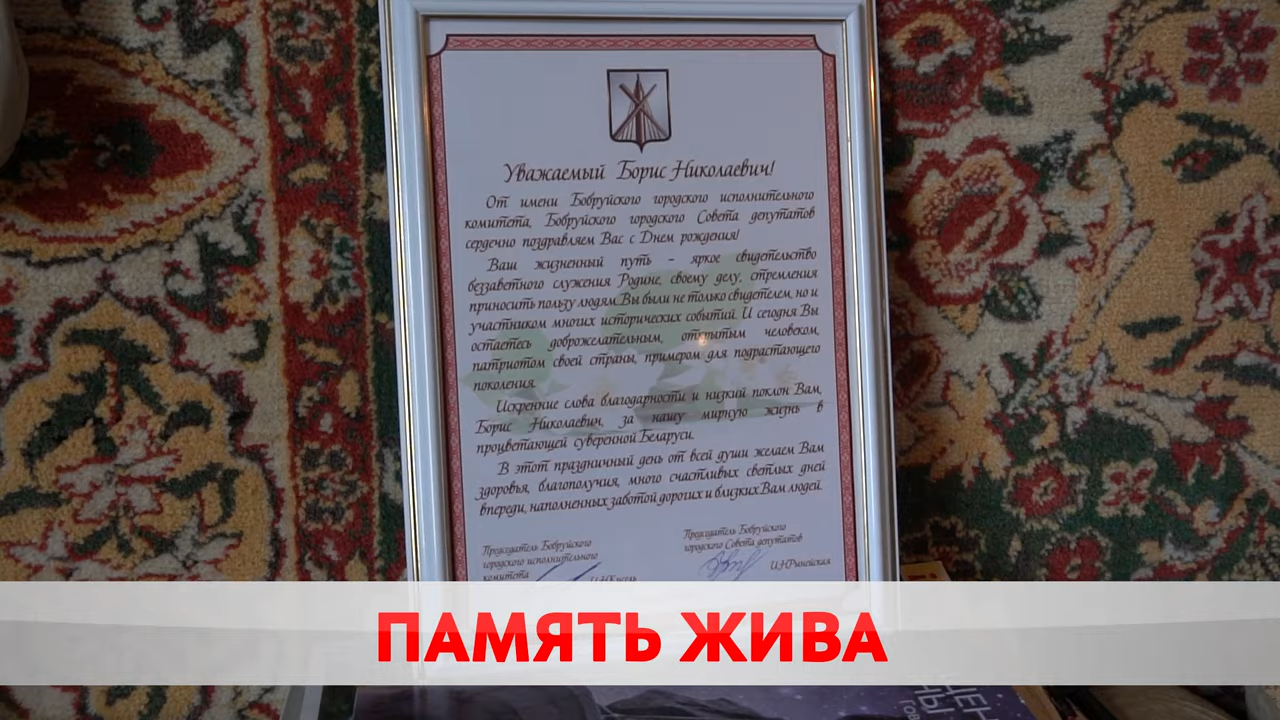 Уважаемый Борис Николаевич!
От имени Бобруйского городского исполнительного
комитета, Бобруйского городского Совета депутатов
сердечно поздравляем Вас с Днем рождения!
Ваш жизненный путь – яркое свидетельство
беззаветного служения Родине, своему делу, стремления
приносить пользу людям. Вы были не только свидетелем, но и
участником многих исторических событий. И сегодня Вы
остаетесь доброжелательным, открытым человеком,
патриотом своей страны, примером для подрастающего
поколения.
Искренние слова благодарности и низкий поклон Вам,
Борис Николаевич, за нашу мирную жизнь в
процветающей суверенной Беларуси.
В этот праздничный день от всей души желаем Вам
здоровья, благополучия, много счастливых светлых дней
впереди, наполненных заботой дорогих и близких Вам людей.
Председатель Бобруйского
городского исполнительного
комитета
Председатель Бобруйского
городского Совета депутатов
И.Н.Ринейская
ПАМЯТЬ ЖИВА